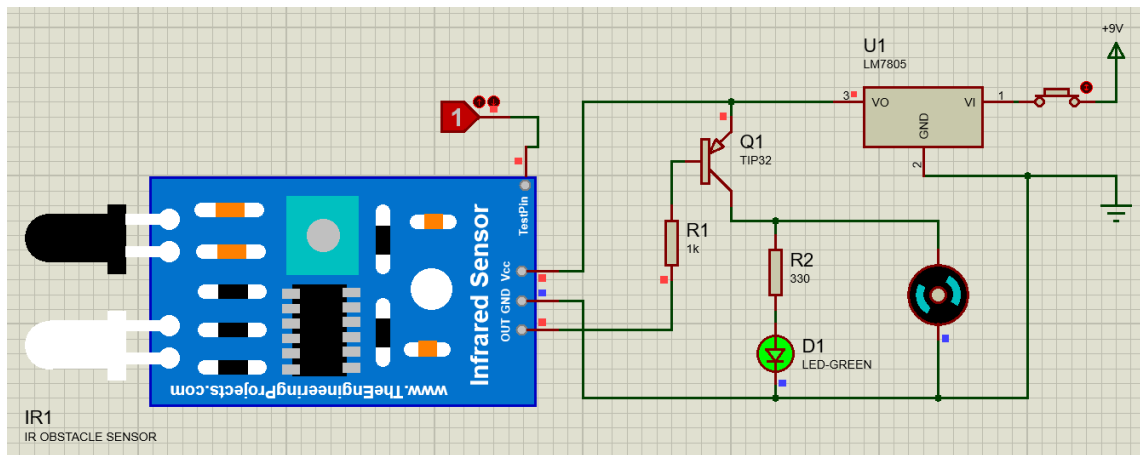 +9V
U1
LM7805
3
VO
VI
1
GND
2
1
Q1
TIP32
TestPin
R1
1k
Infrared Sensor
Vcc
GND
OUT
R2
330
D1
LED-GREEN
www.TheEngineeringProjects.com
IR1
IR OBSTACLE SENSOR